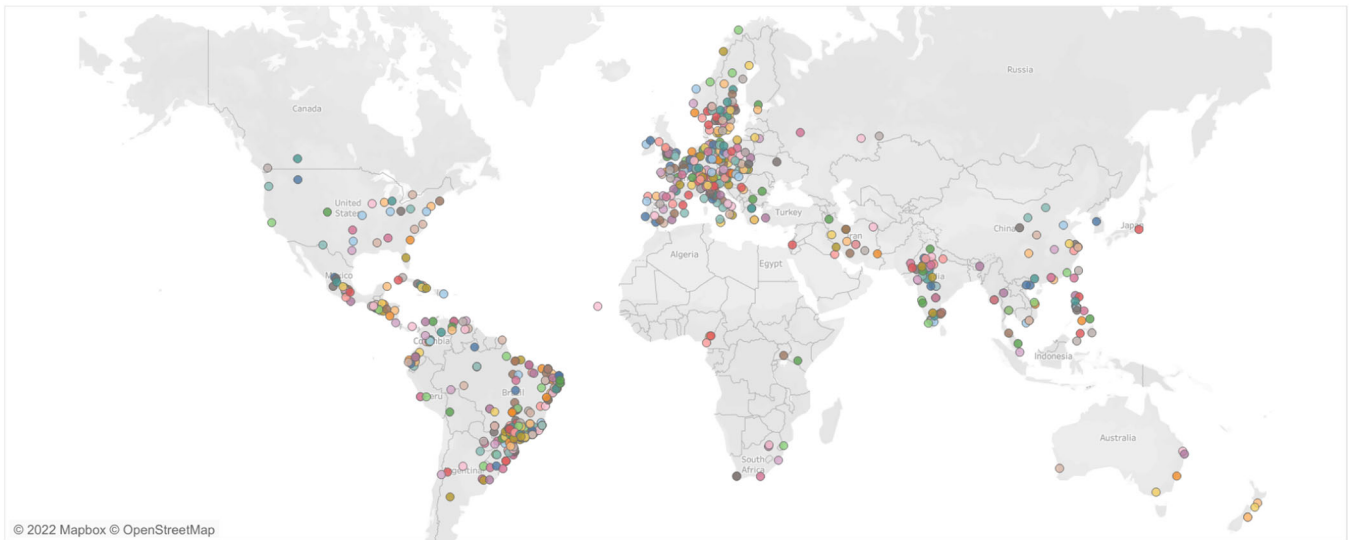 Russia
Canada
United
States
Turkey
China
Japan
Iran
Algeria
Egypt
Mexico
India
Colombia
Indonesia
Peru
Brazil
Australia
South
Africa
Argentina
© 2022 Mapbox © OpenStreetMap